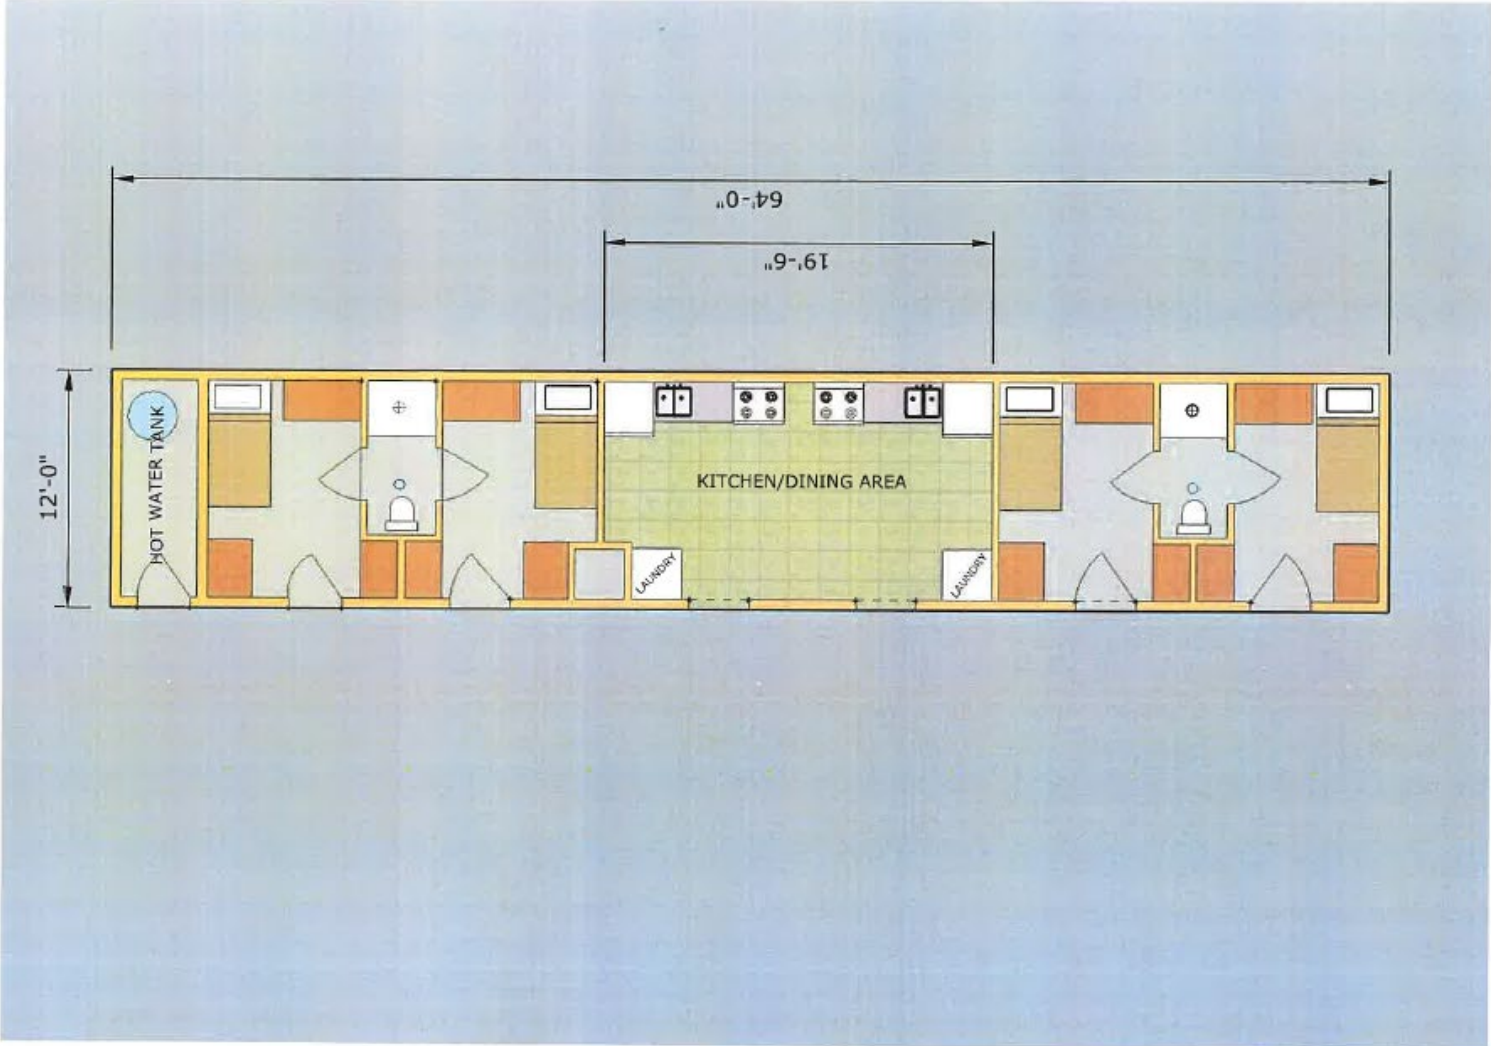 64'-0"
19'-6"
12'-0"
HOT WATER TANK
KITCHEN/DINING AREA
LAUNDRY
LAUNDRY